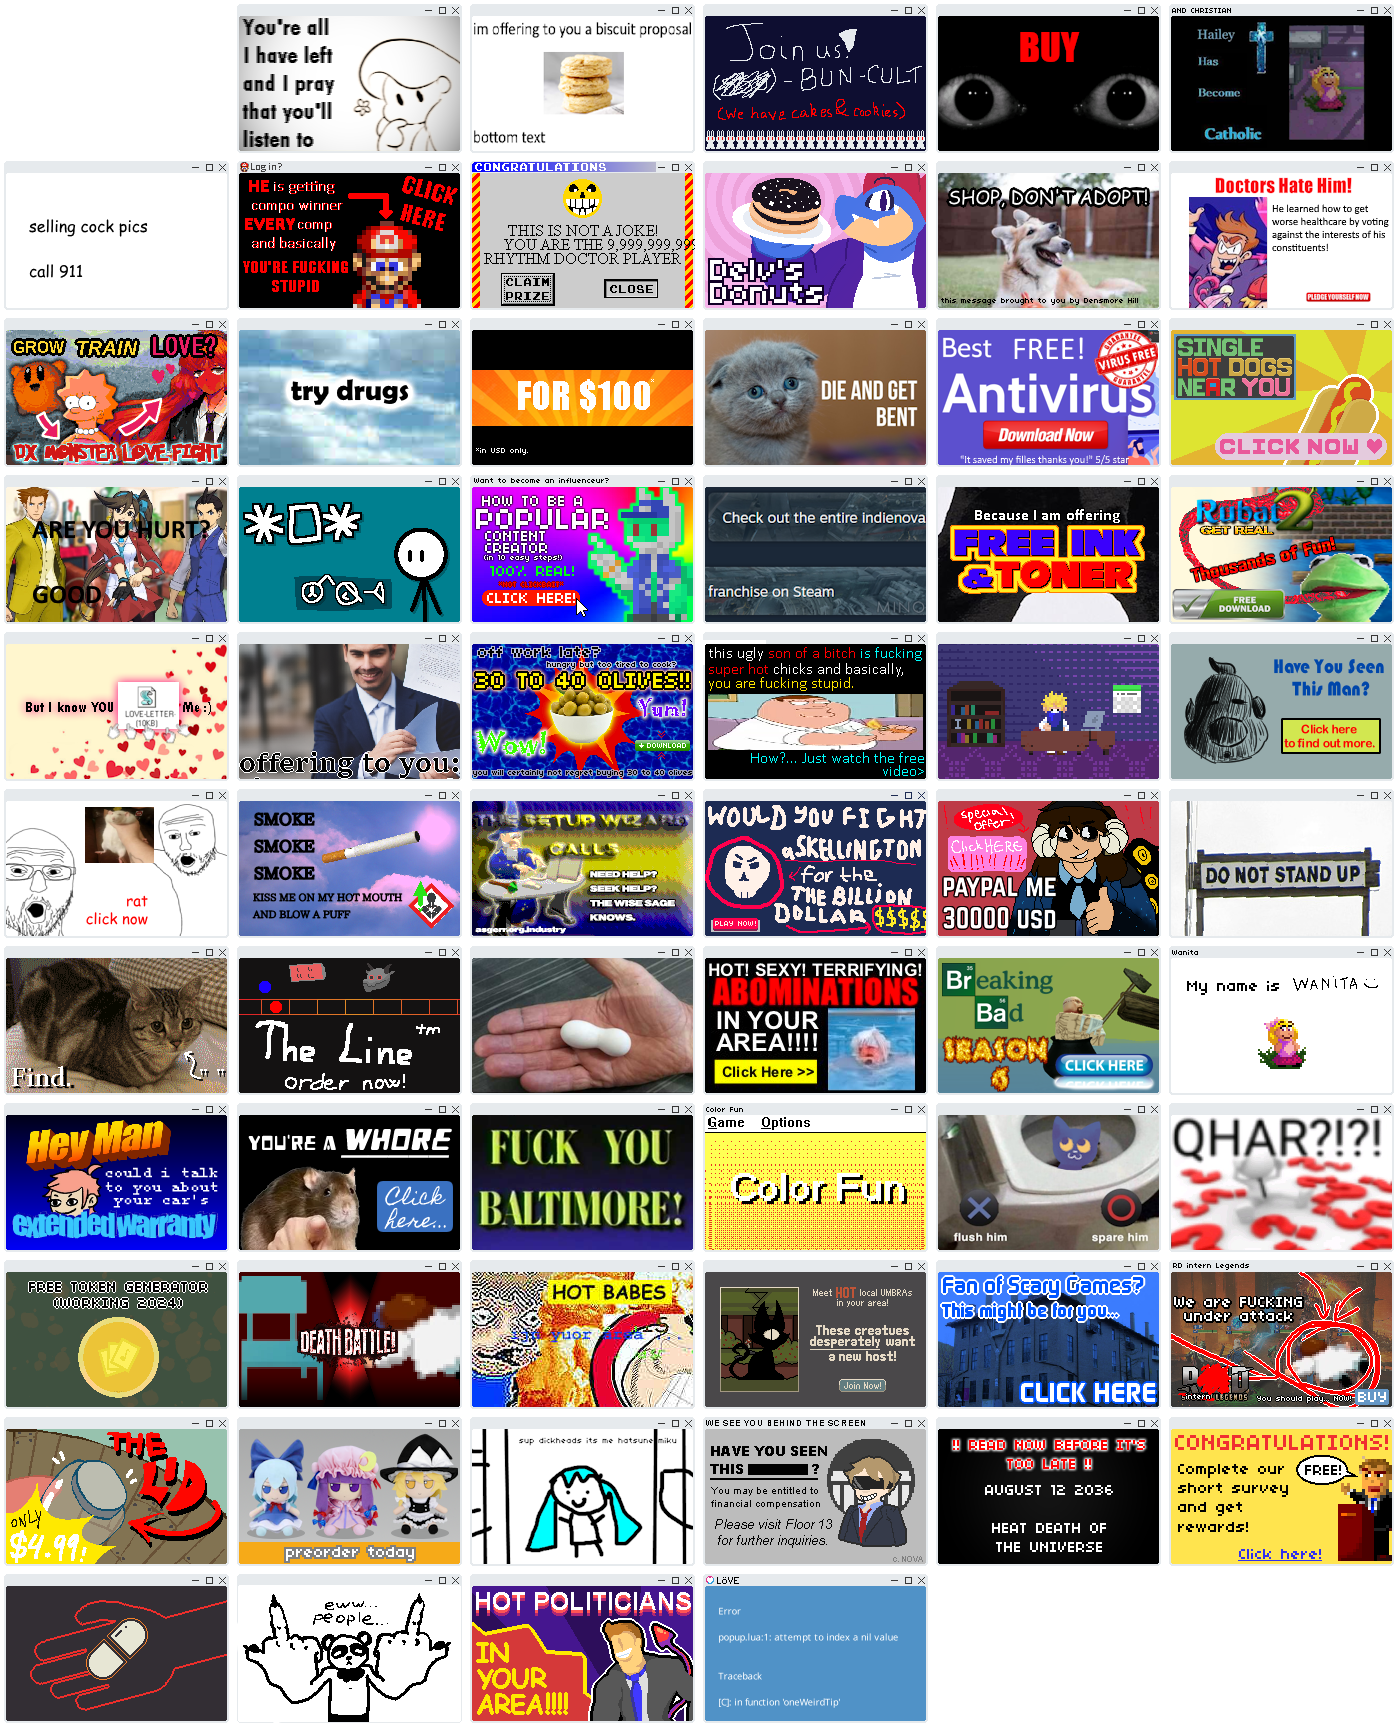 You're all
I have left
and I pray
that you'll
listen to
im offering to you a biscuit proposal
bottom text
Join us!
- BUN - CULT
(We have cakes & cookies)
BUY
AND CHRISTIAN
Hailey
Has
Become
Catholic
selling cock pics
call 911
Log in?
HE is getting
compo winner
EVERY comp
and basically
YOU'RE FUCKING
STUPID
CLICK
HERE
CONGRATULATIONS
THIS IS NOT A JOKE!
YOU ARE THE 9,999,999,99
RHYTHM DOCTOR PLAYER
CLAIM
PRIZE
CLOSE
Delv's
Donuts
SHOP, DON'T ADOPT!
this message brought to you by Densmore Hill
Doctors Hate Him!
He learned how to get
worse healthcare by voting
against the interests of his
constituents!
PLEDGE YOURSELF NOW
GROW TRAIN LOVE?
DX MONSTER LOVE-FIGHT
try drugs
FOR $100*
*in USD only.
DIE AND GET
BENT
Best FREE!
VIRUS FREE
GUARANTEE
GUARANTEE
Antivirus
Download Now
"It saved my filles thanks you!" 5/5 star
SINGLE
HOT DOGS
NEAR YOU
CLICK NOW
ARE YOU HURT?
GOOD
Want to become an influenceur?
HOW TO BE A
POPULAR
CONTENT
CREATOR
(in 10 easy steps!)
100% REAL!
*NOT CLICKBAIT*
CLICK HERE!
Check out the entire indienova
franchise on Steam
MINO
Because I am offering
FREE INK
& TONER
Rubat 2
GET REAL
Thousands of Fun!
FREE
DOWNLOAD
But I know YOU
LOVE-LETTER-
(10KB)
Me :)
offering to you:
off work late?
hungry but too tired to cook?
30 TO 40 OLIVES!!
Yum!
Wow!
DOWNLOAD
you will certainly not regret buying 30 to 40 olives
this ugly son of a bitch is fucking
super hot chicks and basically,
you are fucking stupid.
How?... Just watch the free
video>
Have You Seen
This Man?
Click here
to find out more.
rat
click now
SMOKE
SMOKE
SMOKE
KISS ME ON MY HOT MOUTH
AND BLOW A PUFF
THE SETUP WIZARD
CALLS
NEED HELP?
SEEK HELP?
THE WISE SAGE
KNOWS.
asgernorg.industry
WOULD YOU FIGHT
a SKELLINGTON
for the
THE BILLION
DOLLAR $$$$$
PLAY NOW!
special!
offer
Click HERE
PAYPAL ME
30000 USD
DO NOT STAND UP
Find.
The Line ™
order now!
HOT! SEXY! TERRIFYING!
ABOMINATIONS
IN YOUR
AREA!!!!
Click Here >>
35
Breaking
56
Bad
SEASON
6
CLICK HERE
Wanita
My name is WANITA
Hey Man
could i talk
to you about
your car's
extended warranty
YOU'RE A WHORE
Click
here...
FUCK YOU
BALTIMORE!
Color Fun
Game Options
Color Fun
flush him
spare him
QHAR?!?!
FREE TOKEN GENERATOR
(WORKING 2024)
DEATH BATTLE!
HOT BABES
yuor area
Meet HOT local UMBRAs
in your area!
These creatues
desperately want
a new host!
Join Now!
Fan of Scary Games?
This might be for you...
CLICK HERE
RD intern Legends
We are FUCKING
under attack
intern LEGENDS
You should play... Now!
BUY
THE
LID
ONLY
$4.99!
preorder today
sup dickheads its me hatsune miku
WE SEE YOU BEHIND THE SCREEN
HAVE YOU SEEN
THIS ?
You may be entitled to
financial compensation
Please visit Floor 13
for further inquiries.
c. NOVA
!! READ NOW BEFORE IT'S
TOO LATE !!
AUGUST 12 2036
HEAT DEATH OF
THE UNIVERSE
CONGRATULATIONS!
Complete our
short survey
and get
rewards!
FREE!
Click here!
eww...
people...
HOT POLITICIANS
IN
YOUR
AREA!!!!
LÖVE
Error
popup.lua:1: attempt to index a nil value
Traceback
[C]: in function 'oneWeirdTip'